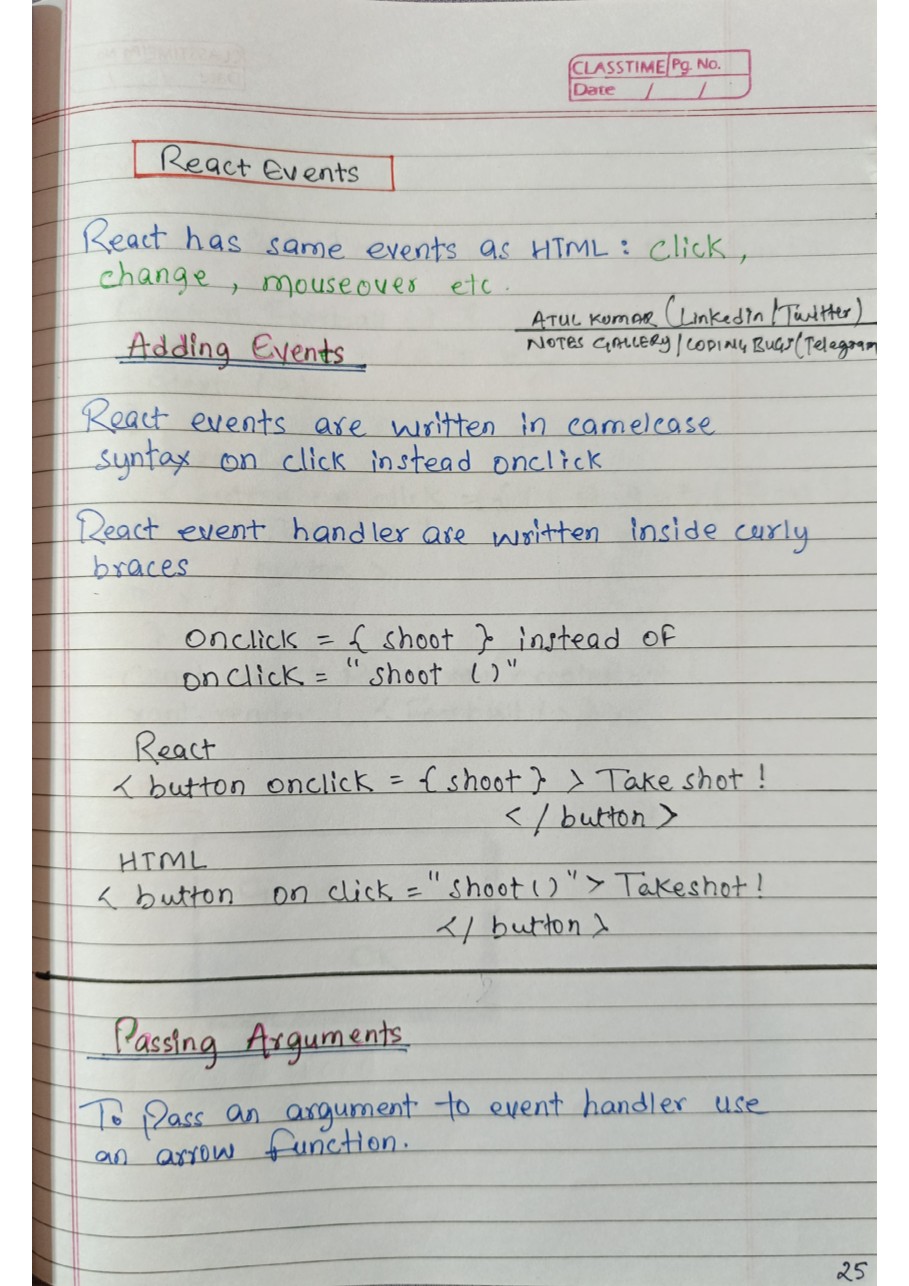 CLASSTIME Pg. No.
Date / /
React Events
React has same events as HTML : click,
change, mouseover etc.
ATUL KUMAR (Linkedin / Twitter)
NOTES GALLERY / CODING BUGS (Telegram
Adding Events
React events are written in camelcase
syntax on click instead onclick
React event handler are written inside curly
braces
onclick = { shoot } instead of
onclick = "shoot ()"
React
< button onclick = { shoot } > Take shot !
< / button >
HTML
< button on click = "shoot ()" > Takeshot !
</ button >
Passing Arguments
To Pass an argument to event handler use
an arrow function.
25